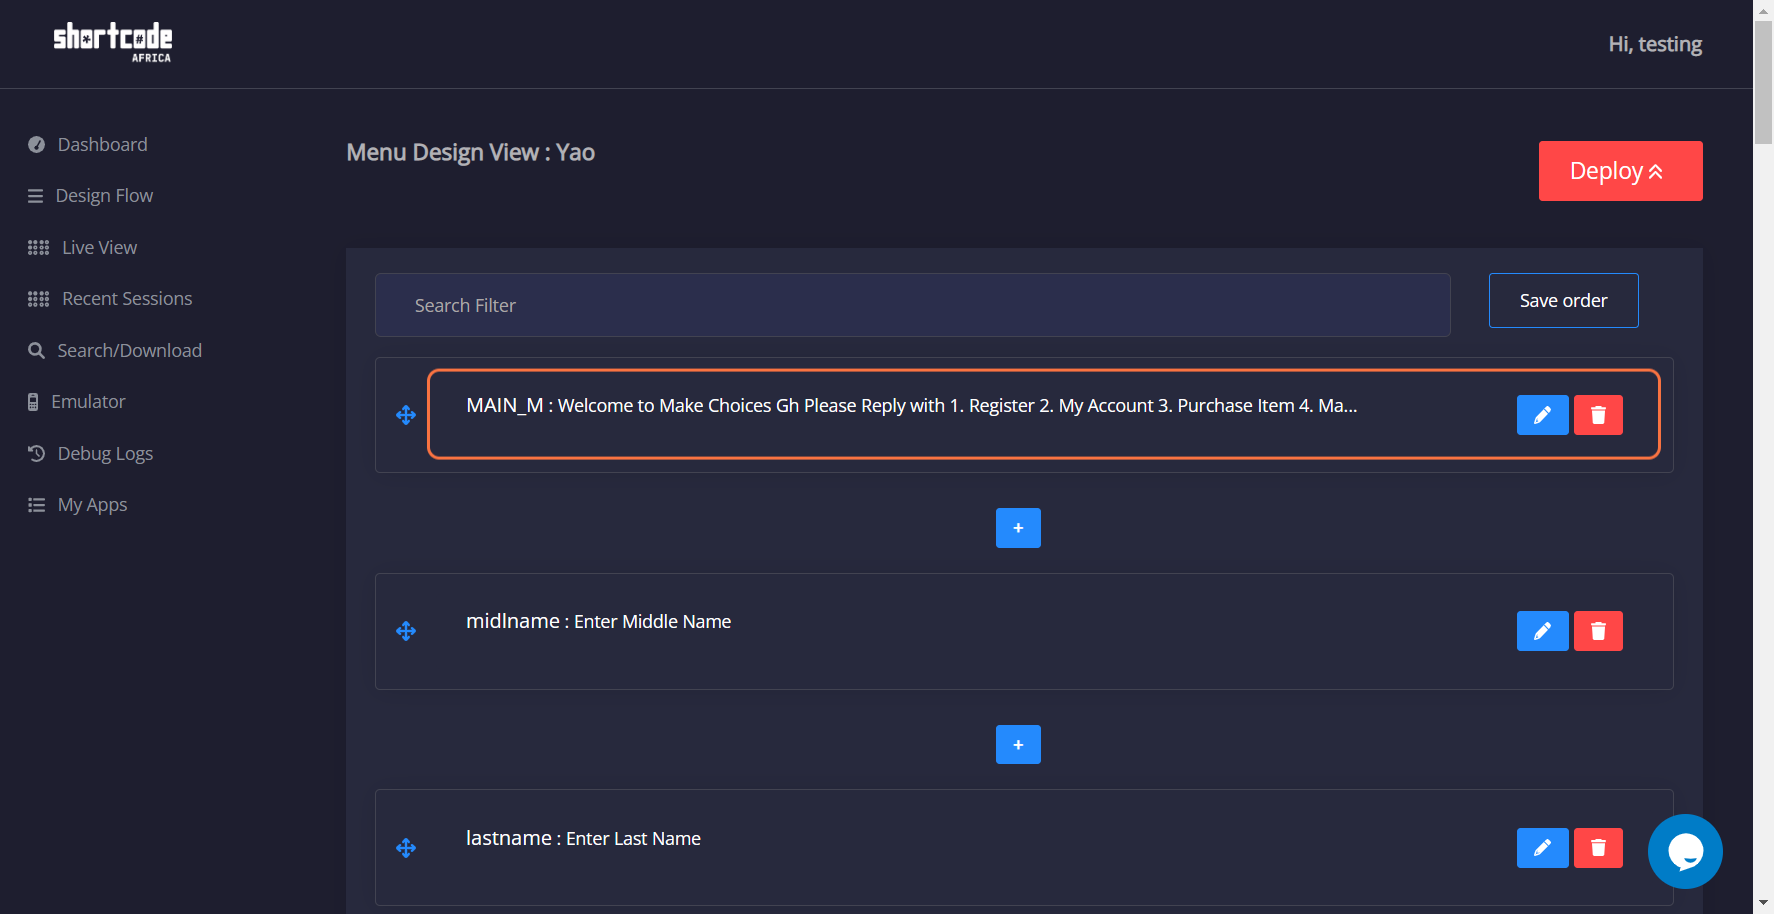 shortcode
AFRICA
Hi, testing
Dashboard
Design Flow
Live View
Recent Sessions
Search/Download
Emulator
Debug Logs
My Apps
Menu Design View : Yao
Deploy
Search Filter
Save order
MAIN_M : Welcome to Make Choices Gh Please Reply with 1. Register 2. My Account 3. Purchase Item 4. Ma...
+
midlname : Enter Middle Name
+
lastname : Enter Last Name